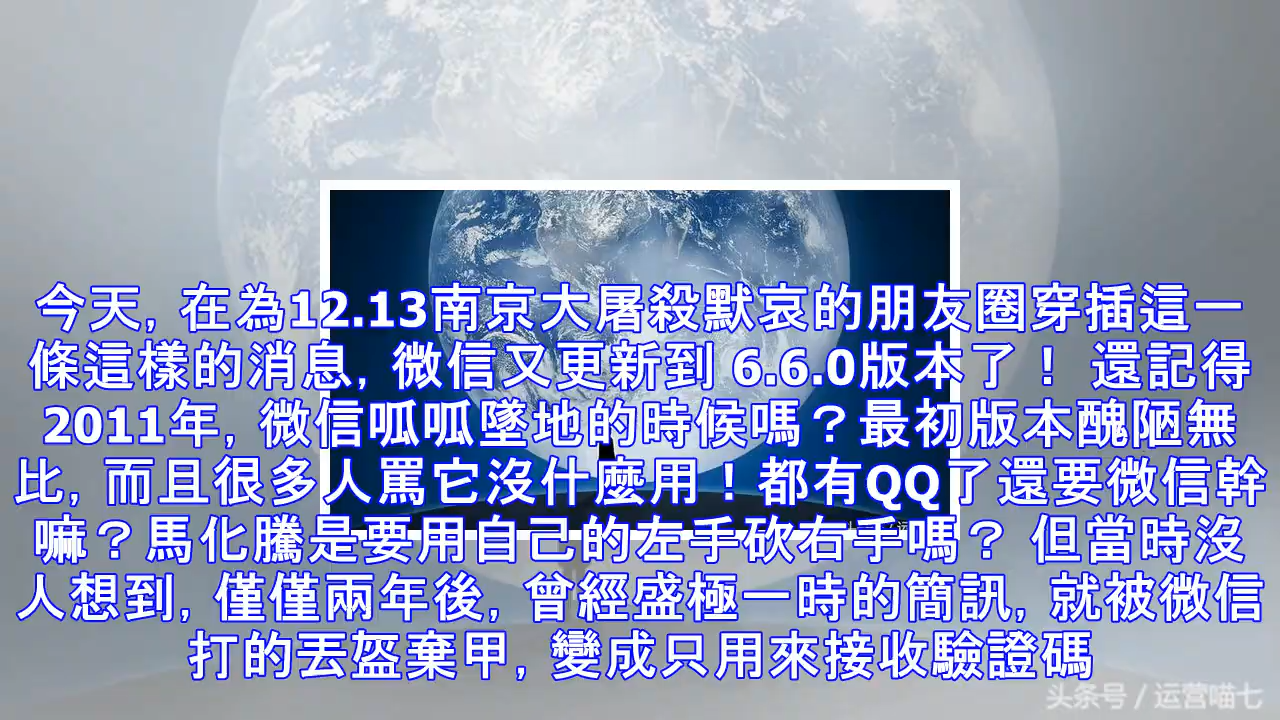 今天, 在為12.13南京大屠殺默哀的朋友圈穿插這一
條這樣的消息, 微信又更新到 6.6.0版本了！ 還記得
2011年, 微信呱呱墜地的時候嗎？最初版本醜陋無
比, 而且很多人罵它沒什麼用！都有QQ了還要微信幹
嘛？馬化騰是要用自己的左手砍右手嗎？ 但當時沒
人想到, 僅僅兩年後, 曾經盛極一時的簡訊, 就被微信
打的丟盔棄甲, 變成只用來接收驗證碼
头条号 / 运营喵七